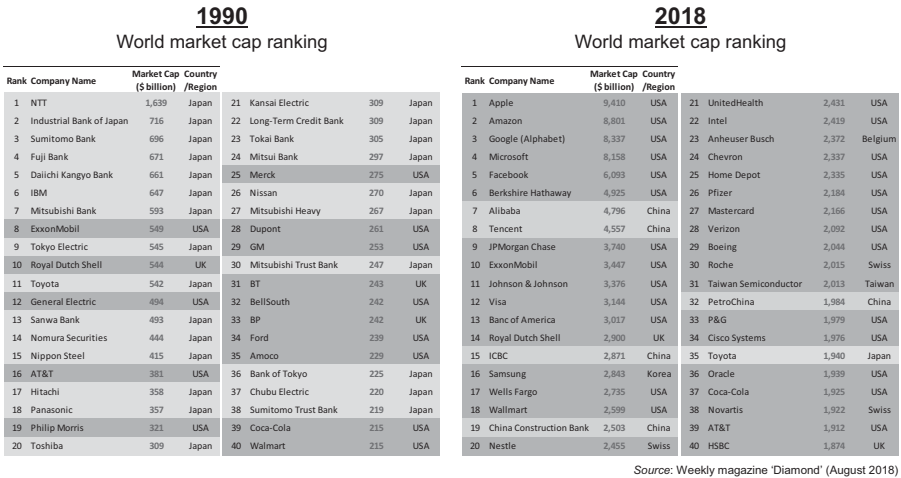 1990
World market cap ranking
Rank Company Name Market Cap ($ billion) Country /Region
1 NTT 1,639 Japan
2 Industrial Bank of Japan 716 Japan
3 Sumitomo Bank 696 Japan
4 Fuji Bank 671 Japan
5 Daiichi Kangyo Bank 661 Japan
6 IBM 647 Japan
7 Mitsubishi Bank 593 Japan
8 ExxonMobil 549 USA
9 Tokyo Electric 545 Japan
10 Royal Dutch Shell 544 UK
11 Toyota 542 Japan
12 General Electric 494 USA
13 Sanwa Bank 493 Japan
14 Nomura Securities 444 Japan
15 Nippon Steel 415 Japan
16 AT&T 381 USA
17 Hitachi 358 Japan
18 Panasonic 357 Japan
19 Philip Morris 321 USA
20 Toshiba 309 Japan
21 Kansai Electric 309 Japan
22 Long-Term Credit Bank 309 Japan
23 Tokai Bank 305 Japan
24 Mitsui Bank 297 Japan
25 Merck 275 USA
26 Nissan 270 Japan
27 Mitsubishi Heavy 267 Japan
28 Dupont 261 USA
29 GM 253 USA
30 Mitsubishi Trust Bank 247 Japan
31 BT 243 UK
32 BellSouth 242 USA
33 BP 242 UK
34 Ford 239 USA
35 Amoco 229 USA
36 Bank of Tokyo 225 Japan
37 Chubu Electric 220 Japan
38 Sumitomo Trust Bank 219 Japan
39 Coca-Cola 215 USA
40 Walmart 215 USA
2018
World market cap ranking
Rank Company Name Market Cap ($ billion) Country /Region
1 Apple 9,410 USA
2 Amazon 8,801 USA
3 Google (Alphabet) 8,337 USA
4 Microsoft 8,158 USA
5 Facebook 6,093 USA
6 Berkshire Hathaway 4,925 USA
7 Alibaba 4,796 China
8 Tencent 4,557 China
9 JPMorgan Chase 3,740 USA
10 ExxonMobil 3,447 USA
11 Johnson & Johnson 3,376 USA
12 Visa 3,144 USA
13 Banc of America 3,017 USA
14 Royal Dutch Shell 2,900 UK
15 ICBC 2,871 China
16 Samsung 2,843 Korea
17 Wells Fargo 2,735 USA
18 Wallmart 2,599 USA
19 China Construction Bank 2,503 China
20 Nestle 2,455 Swiss
21 UnitedHealth 2,431 USA
22 Intel 2,419 USA
23 Anheuser Busch 2,372 Belgium
24 Chevron 2,337 USA
25 Home Depot 2,335 USA
26 Pfizer 2,184 USA
27 Mastercard 2,166 USA
28 Verizon 2,092 USA
29 Boeing 2,044 USA
30 Roche 2,015 Swiss
31 Taiwan Semiconductor 2,013 Taiwan
32 PetroChina 1,984 China
33 P&G 1,979 USA
34 Cisco Systems 1,976 USA
35 Toyota 1,940 Japan
36 Oracle 1,939 USA
37 Coca-Cola 1,925 USA
38 Novartis 1,922 Swiss
39 AT&T 1,912 USA
40 HSBC 1,874 UK
Source: Weekly magazine ‘Diamond’ (August 2018)